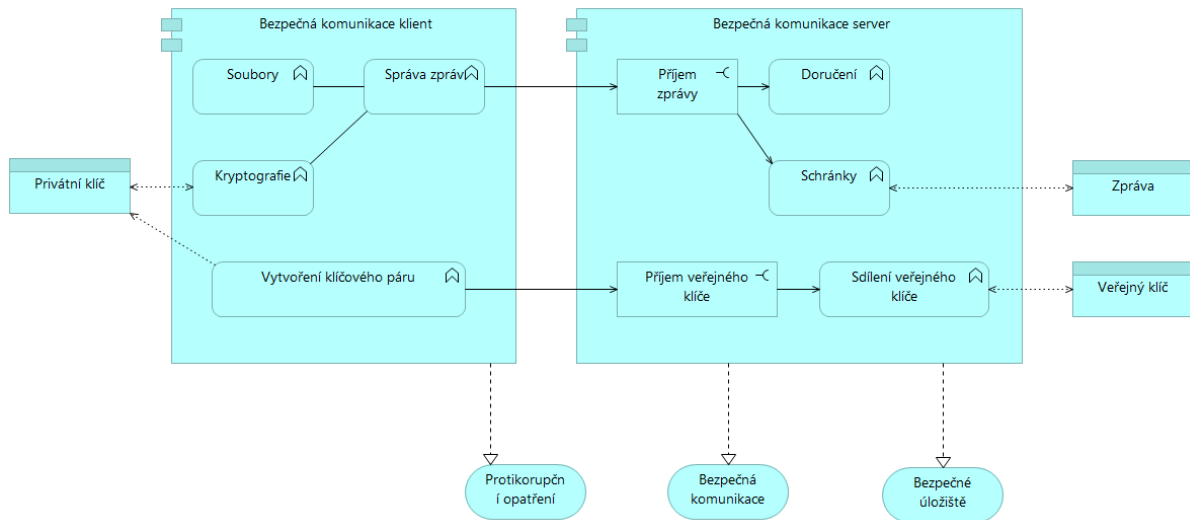 Bezpečná komunikace klient
Bezpečná komunikace server
Soubory
Správa zpráv
Příjem
zprávy
Doručení
Privátní klíč
Kryptografie
Schránky
Zpráva
Vytvoření klíčového páru
Příjem veřejného
klíče
Sdílení veřejného
klíče
Veřejný klíč
Protikorupčn
í opatření
Bezpečná
komunikace
Bezpečné
úložiště